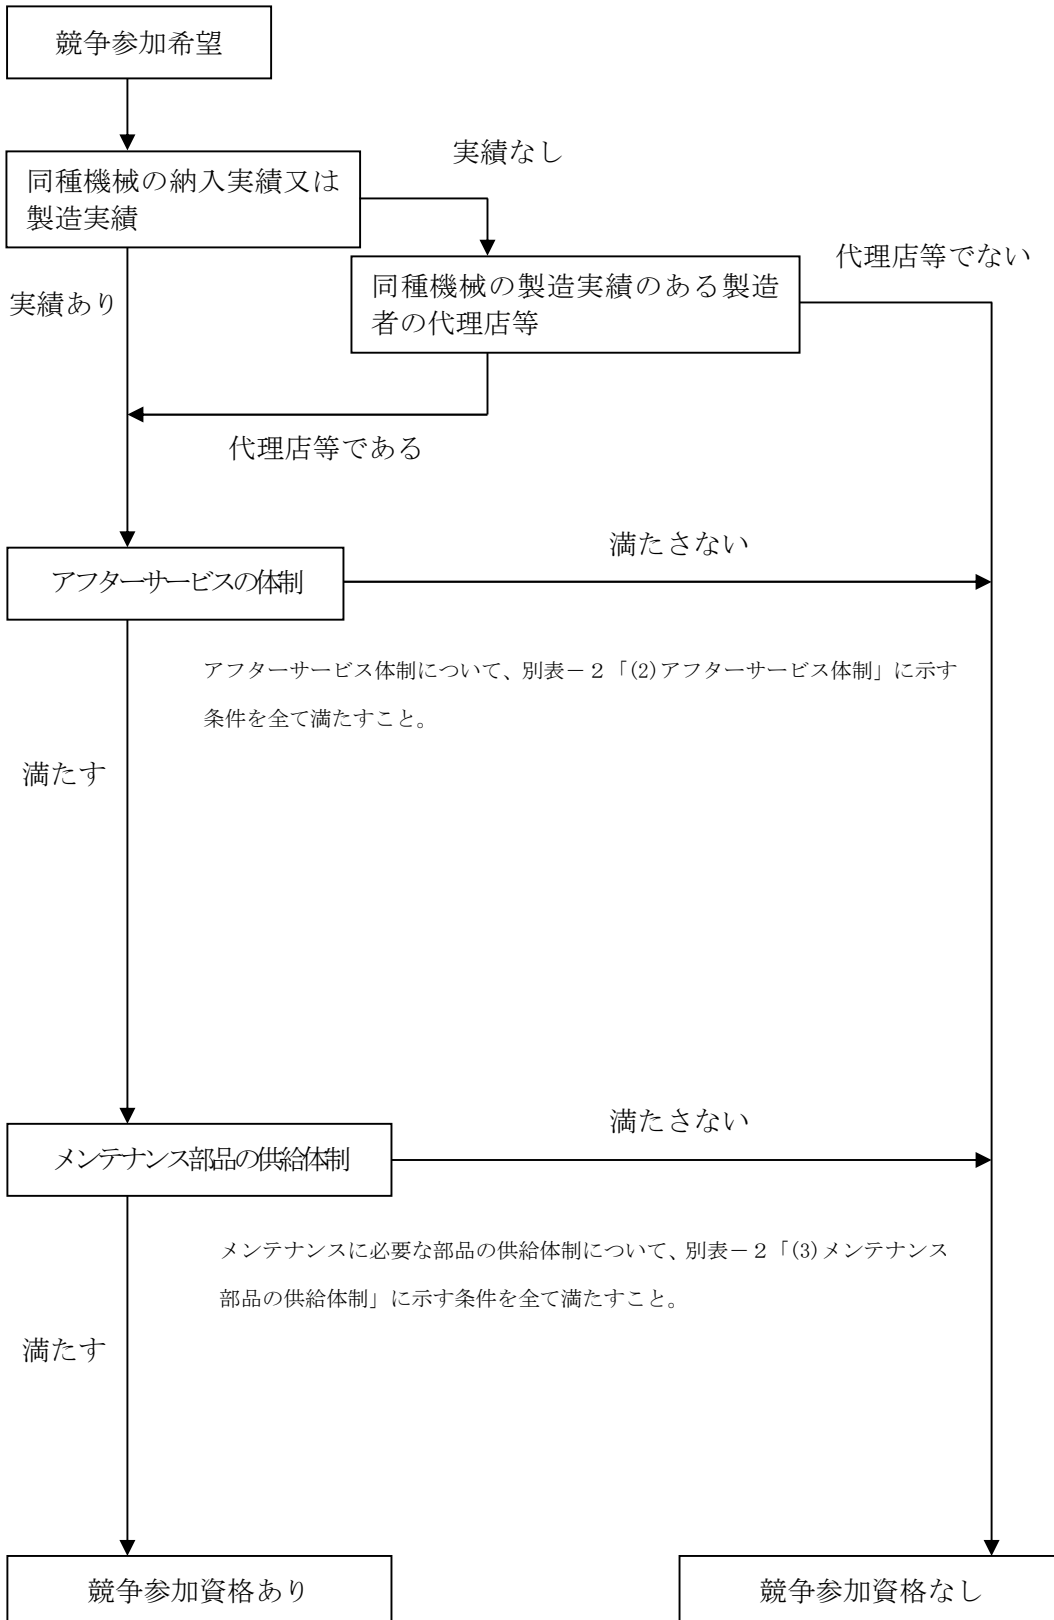 競争参加希望
実績なし
同種機械の納入実績又は
製造実績
代理店等でない
同種機械の製造実績のある製造
者の代理店等
実績あり
代理店等である
満たさない
アフターサービスの体制
アフターサービス体制について、別表－２「(2)アフターサービス体制」に示す
条件を全て満たすこと。
満たす
満たさない
メンテナンス部品の供給体制
メンテナンスに必要な部品の供給体制について、別表－２「(3)メンテナンス
部品の供給体制」に示す条件を全て満たすこと。
満たす
競争参加資格あり
競争参加資格なし